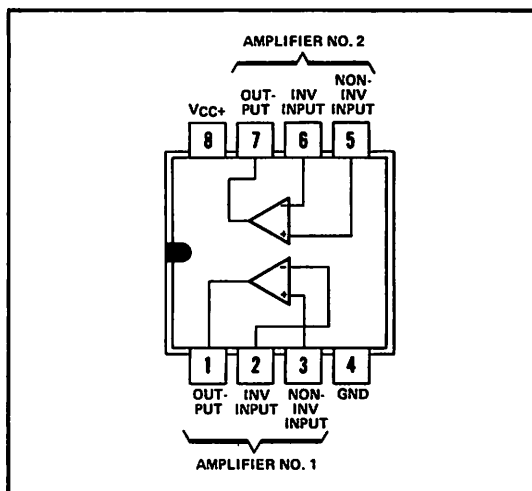 AMPLIFIER NO. 2
OUT-
PUT
INV
INPUT
NON-
INV
INPUT
VCC+
8
7
6
5
-
+
-
+
1
2
3
4
OUT-
PUT
INV
INPUT
NON-
INV
INPUT
GND
AMPLIFIER NO. 1